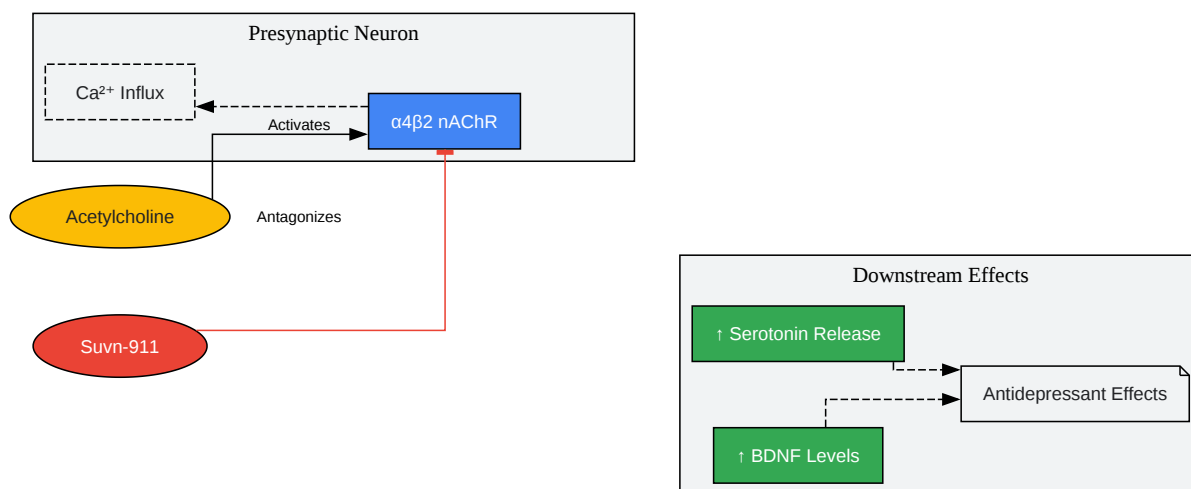 Presynaptic Neuron
Ca²⁺ Influx
α4β2 nAChR
Activates
Acetylcholine
Antagonizes
Suvn-911
Downstream Effects
↑ Serotonin Release
Antidepressant Effects
↑ BDNF Levels